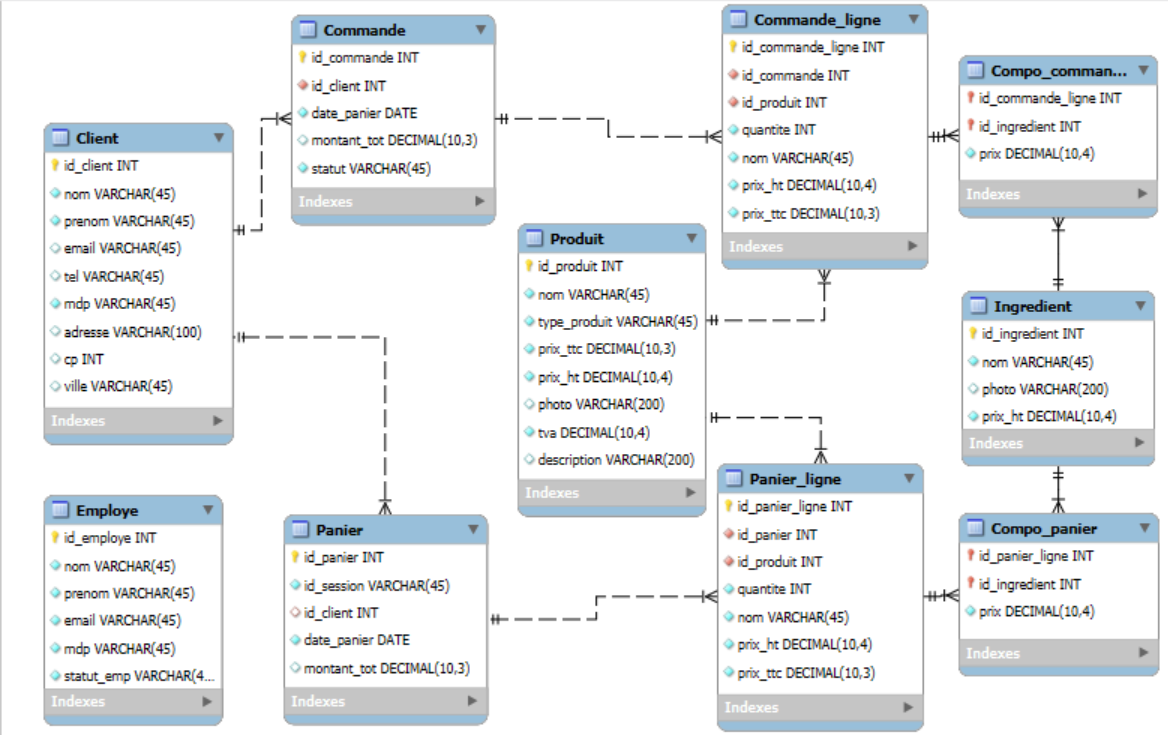 Commande
id_commande INT
id_client INT
date_panier DATE
montant_tot DECIMAL(10,3)
statut VARCHAR(45)
Indexes
Commande_ligne
id_commande_ligne INT
id_commande INT
id_produit INT
quantite INT
nom VARCHAR(45)
prix_ht DECIMAL(10,4)
prix_ttc DECIMAL(10,3)
Indexes
Compo_comman...
id_commande_ligne INT
id_ingredient INT
prix DECIMAL(10,4)
Indexes
Client
id_client INT
nom VARCHAR(45)
prenom VARCHAR(45)
email VARCHAR(45)
tel VARCHAR(45)
mdp VARCHAR(45)
adresse VARCHAR(100)
cp INT
ville VARCHAR(45)
Indexes
Produit
id_produit INT
nom VARCHAR(45)
type_produit VARCHAR(45)
prix_ttc DECIMAL(10,3)
prix_ht DECIMAL(10,4)
photo VARCHAR(200)
tva DECIMAL(10,4)
description VARCHAR(200)
Indexes
Ingredient
id_ingredient INT
nom VARCHAR(45)
photo VARCHAR(200)
prix_ht DECIMAL(10,4)
Indexes
Employe
id_employe INT
nom VARCHAR(45)
prenom VARCHAR(45)
email VARCHAR(45)
mdp VARCHAR(45)
statut_emp VARCHAR(4...
Indexes
Panier
id_panier INT
id_session VARCHAR(45)
id_client INT
date_panier DATE
montant_tot DECIMAL(10,3)
Indexes
Panier_ligne
id_panier_ligne INT
id_panier INT
id_produit INT
quantite INT
nom VARCHAR(45)
prix_ht DECIMAL(10,4)
prix_ttc DECIMAL(10,3)
Indexes
Compo_panier
id_panier_ligne INT
id_ingredient INT
prix DECIMAL(10,4)
Indexes